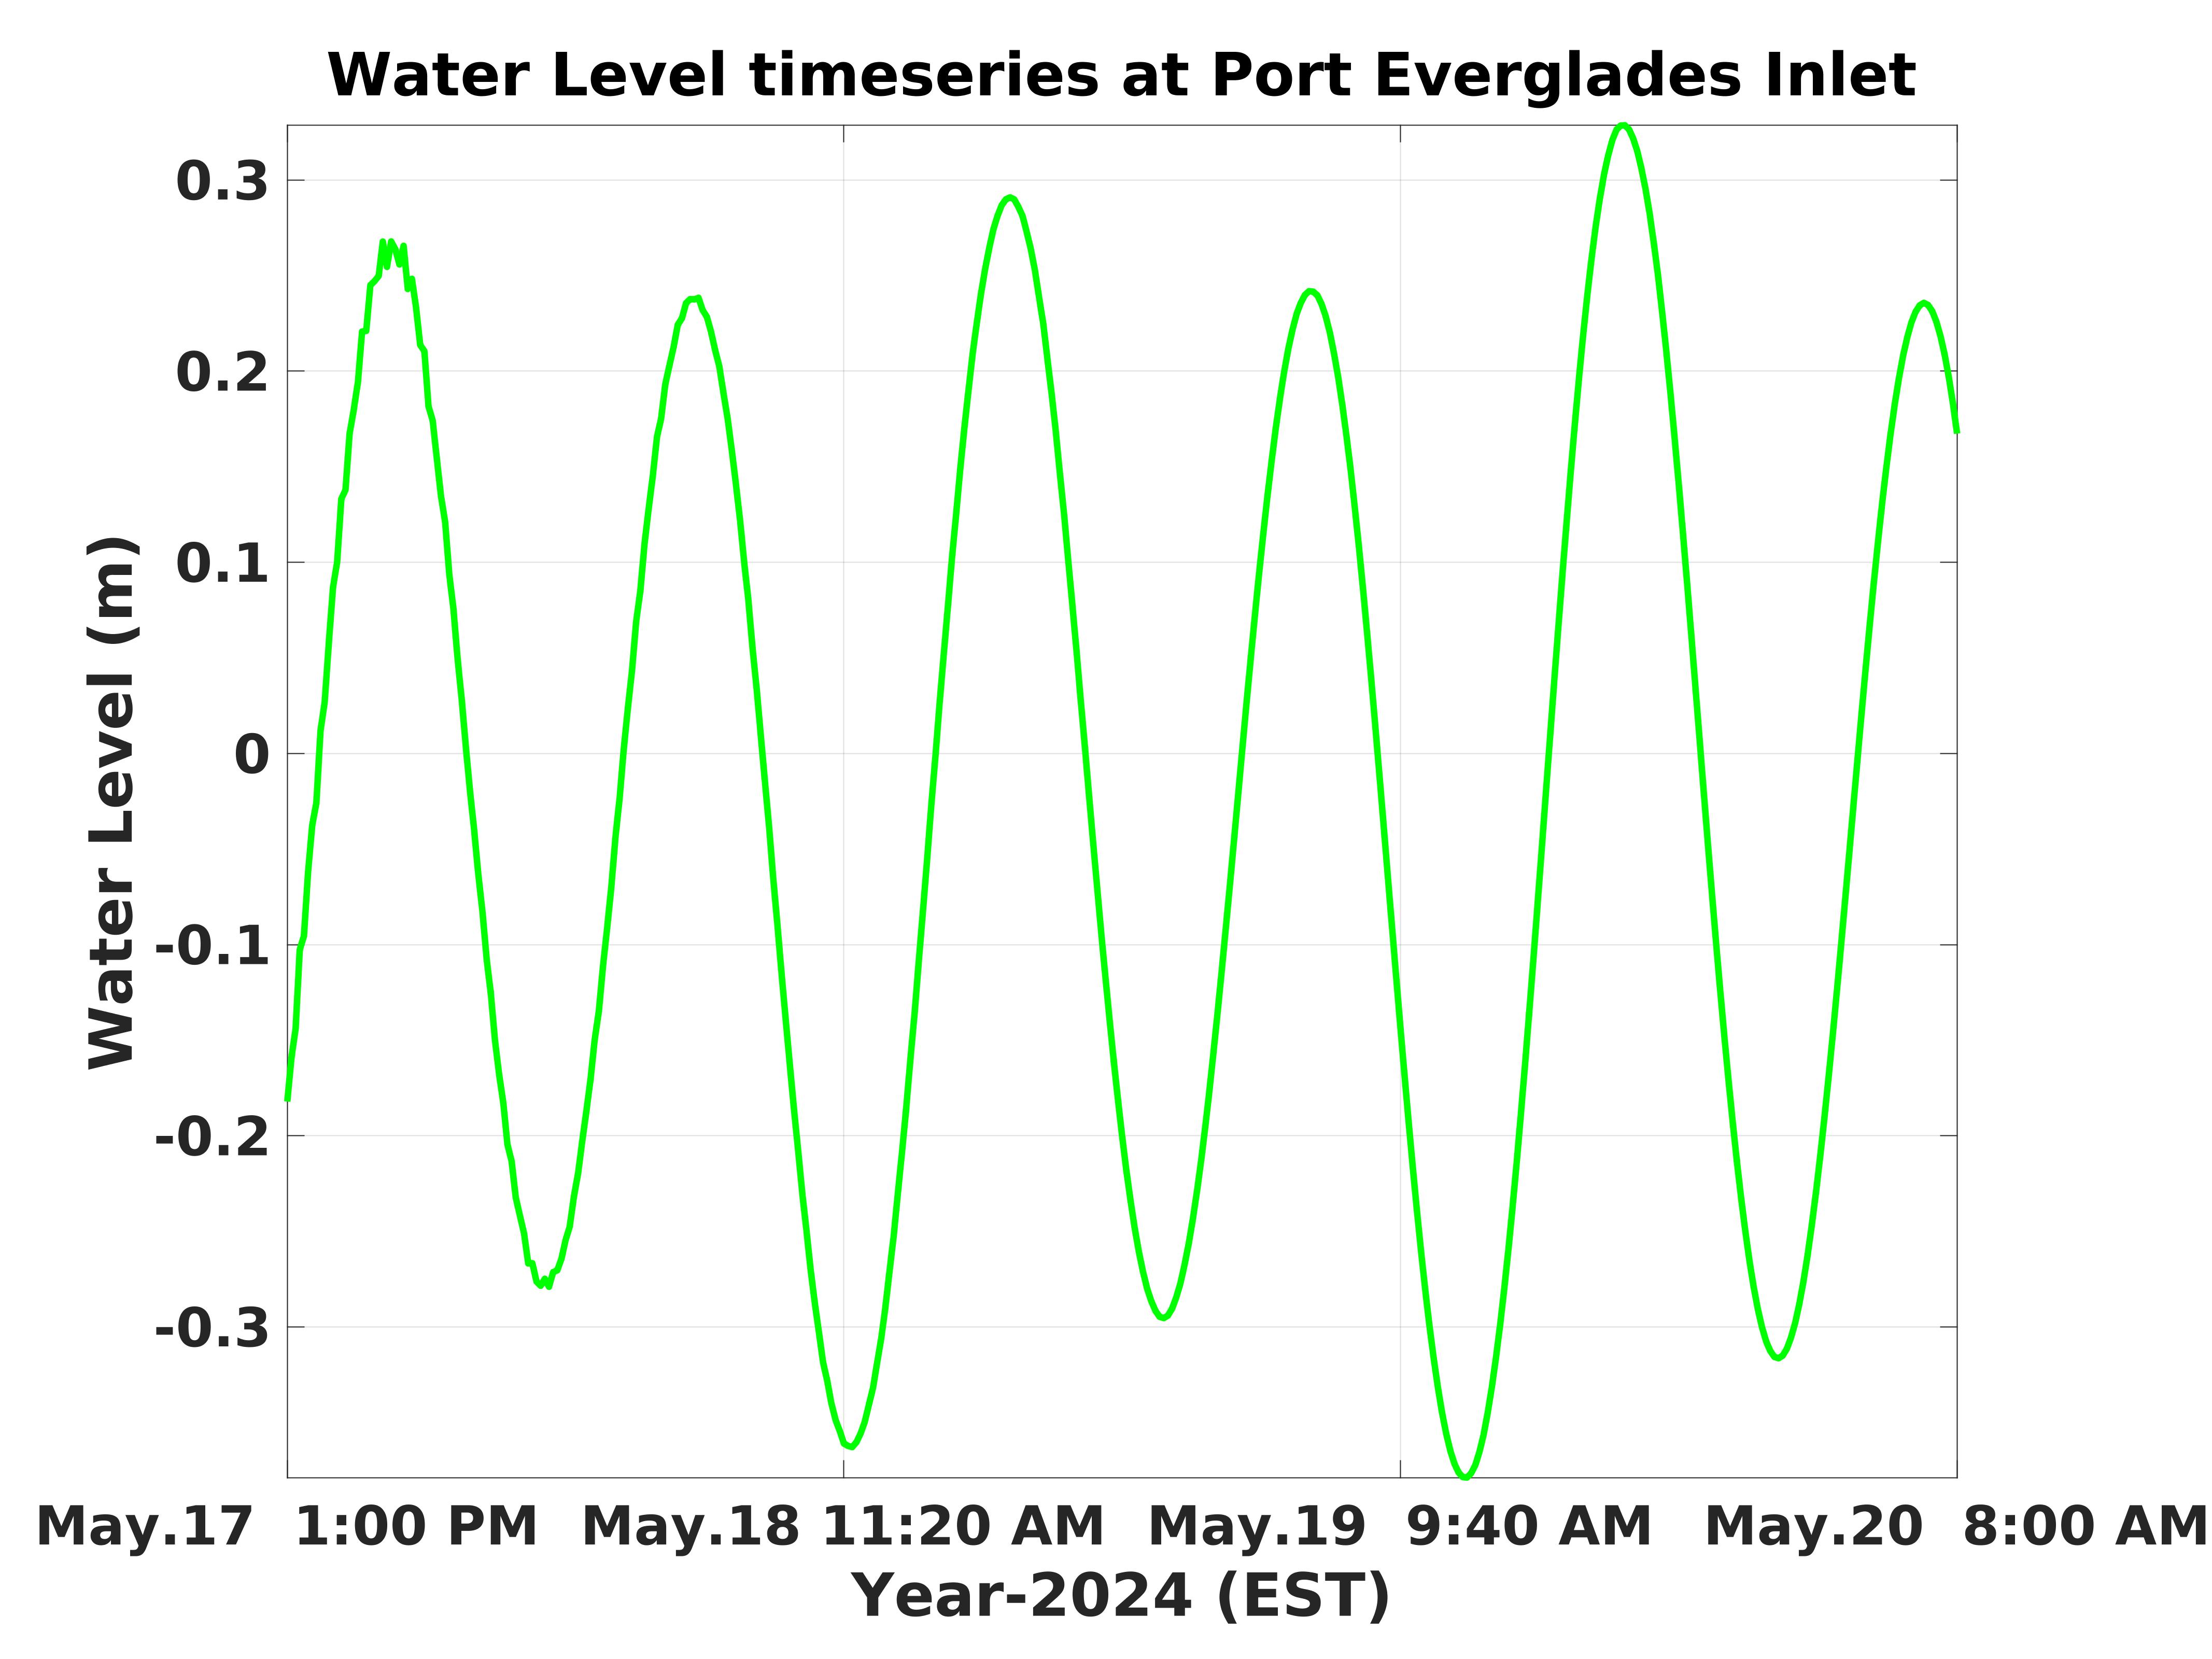 Water Level timeseries at Port Everglades Inlet
0.3
0.2
0.1
0
-0.1
-0.2
-0.3
Water Level (m)
May.17 1:00 PM May.18 11:20 AM May.19 9:40 AM May.20 8:00 AM
Year-2024 (EST)